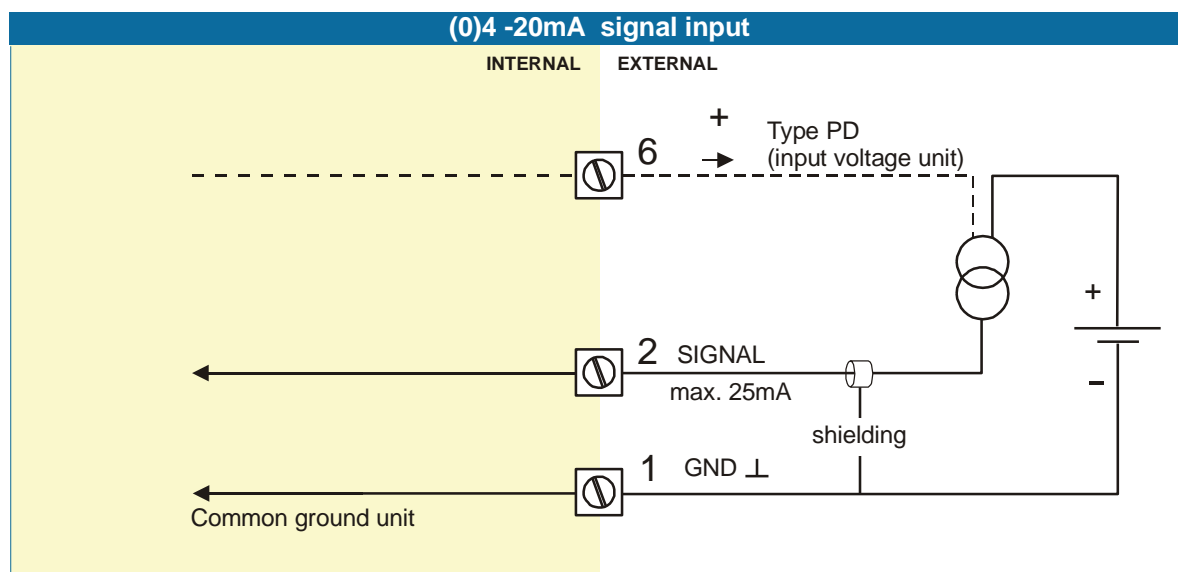 (0)4 -20mA signal input
INTERNAL
EXTERNAL
+
6
Type PD
(input voltage unit)
+
2
SIGNAL
max. 25mA
-
shielding
1
GND ⊥
Common ground unit